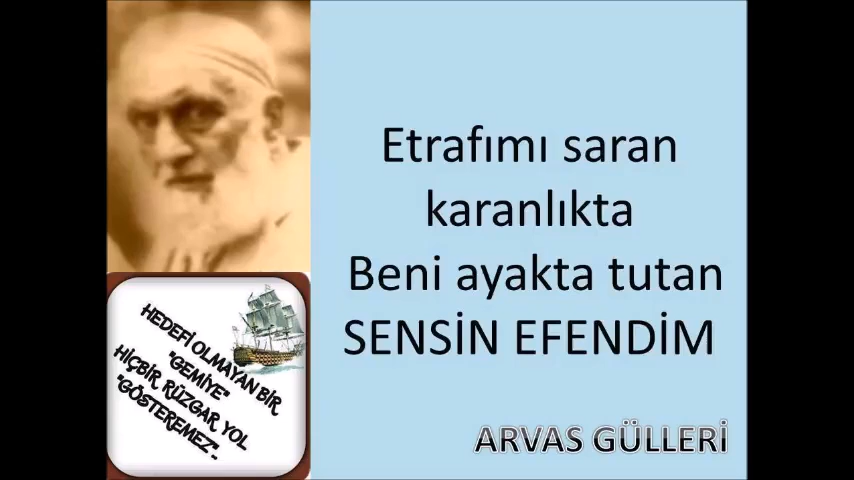 Etrafımı saran
karanlıkta
Beni ayakta tutan
SENSİN EFENDİM
ARVAS GÜLLERİ
HEDEFİ OLMAYAN BİR
"GEMİYE"
HİÇBİR RÜZGAR YOL
"GÖSTEREMEZ"..